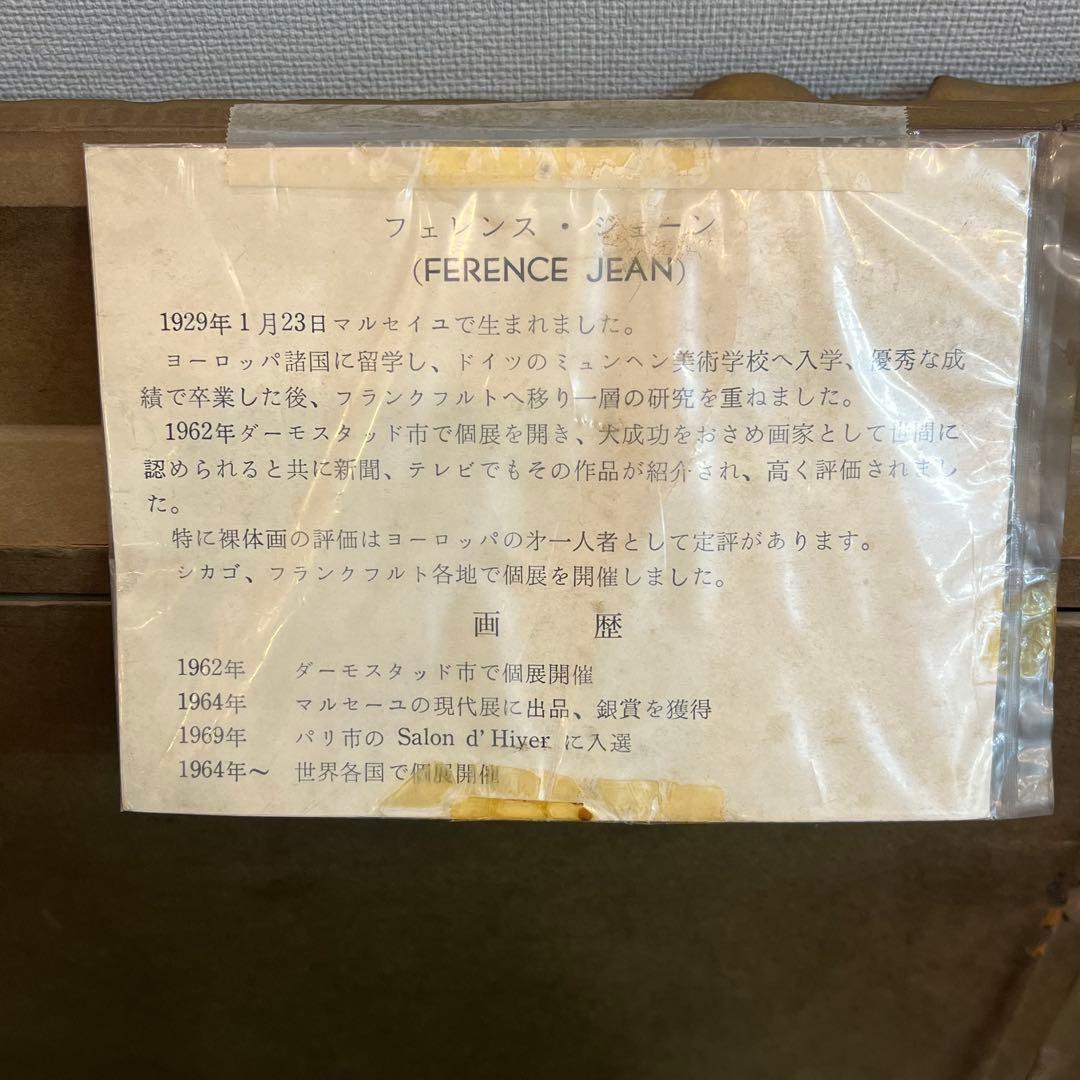 フェレンス・ジェーン
(FERENCE JEAN)
1929年1月23日マルセイユで生まれました。
ヨーロッパ諸国に留学し、ドイツのミュンヘン美術学校へ入学、優秀な成
績で卒業した後、フランクフルトへ移り一層の研究を重ねました。
1962年ダーモスタッド市で個展を開き、大成功をおさめ画家として世間に
認められると共に新聞、テレビでもその作品が紹介され、高く評価されまし
た。
特に裸体画の評価はヨーロッパの㐧一人者として定評があります。
シカゴ、フランクフルト各地で個展を開催しました。
画 歴
1962年 ダーモスタッド市で個展開催
1964年 マルセーユの現代展に出品、銀賞を獲得
1969年 パリ市の Salon d'Hiver に入選
1964年～ 世界各国で個展開催